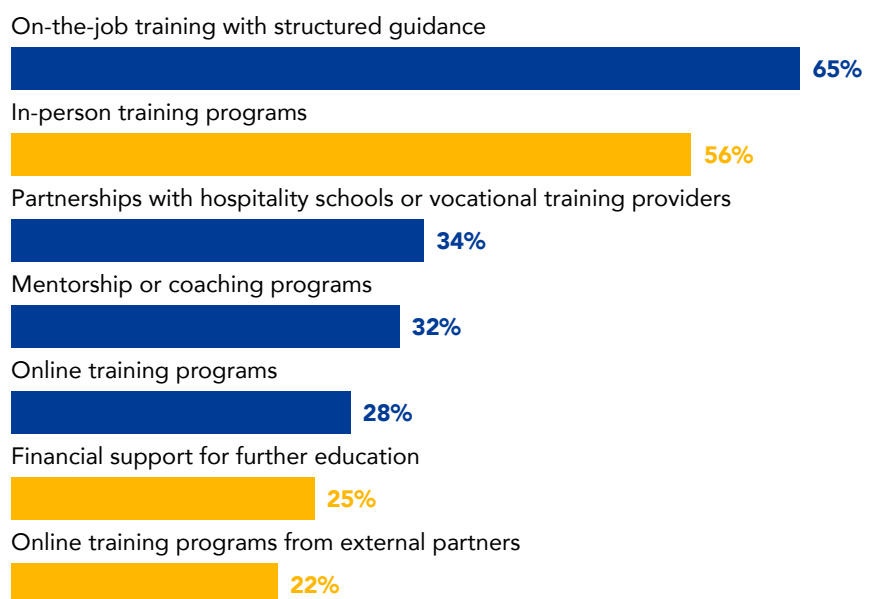 On-the-job training with structured guidance
65%
In-person training programs
56%
Partnerships with hospitality schools or vocational training providers
34%
Mentorship or coaching programs
32%
Online training programs
28%
Financial support for further education
25%
Online training programs from external partners
22%